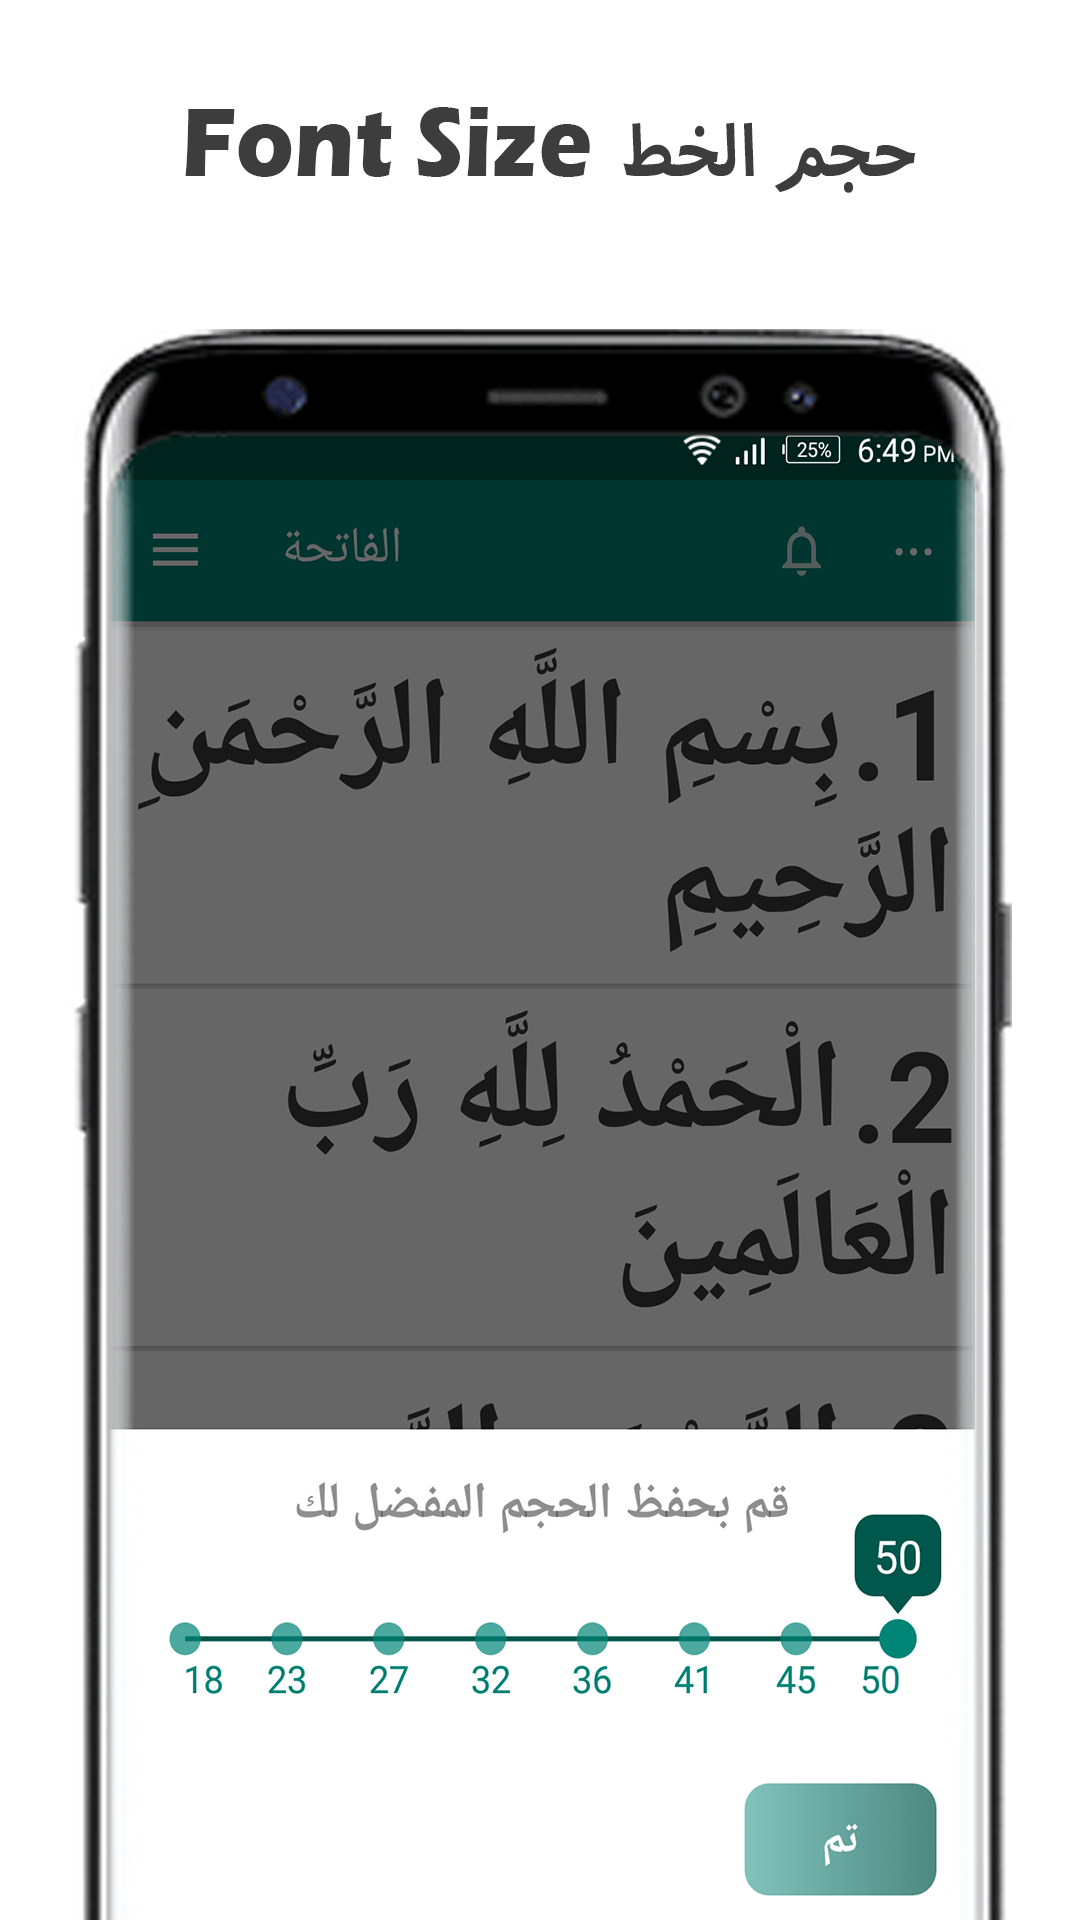 Font Size حجم الخط
25% 6:49 PM
الفاتحة
1. بِسْمِ اللَّهِ الرَّحْمَنِ
الرَّحِيمِ
2. الْحَمْدُ لِلَّهِ رَبِّ
الْعَالَمِينَ
قم بحفظ الحجم المفضل لك
50
18 23 27 32 36 41 45 50
تم